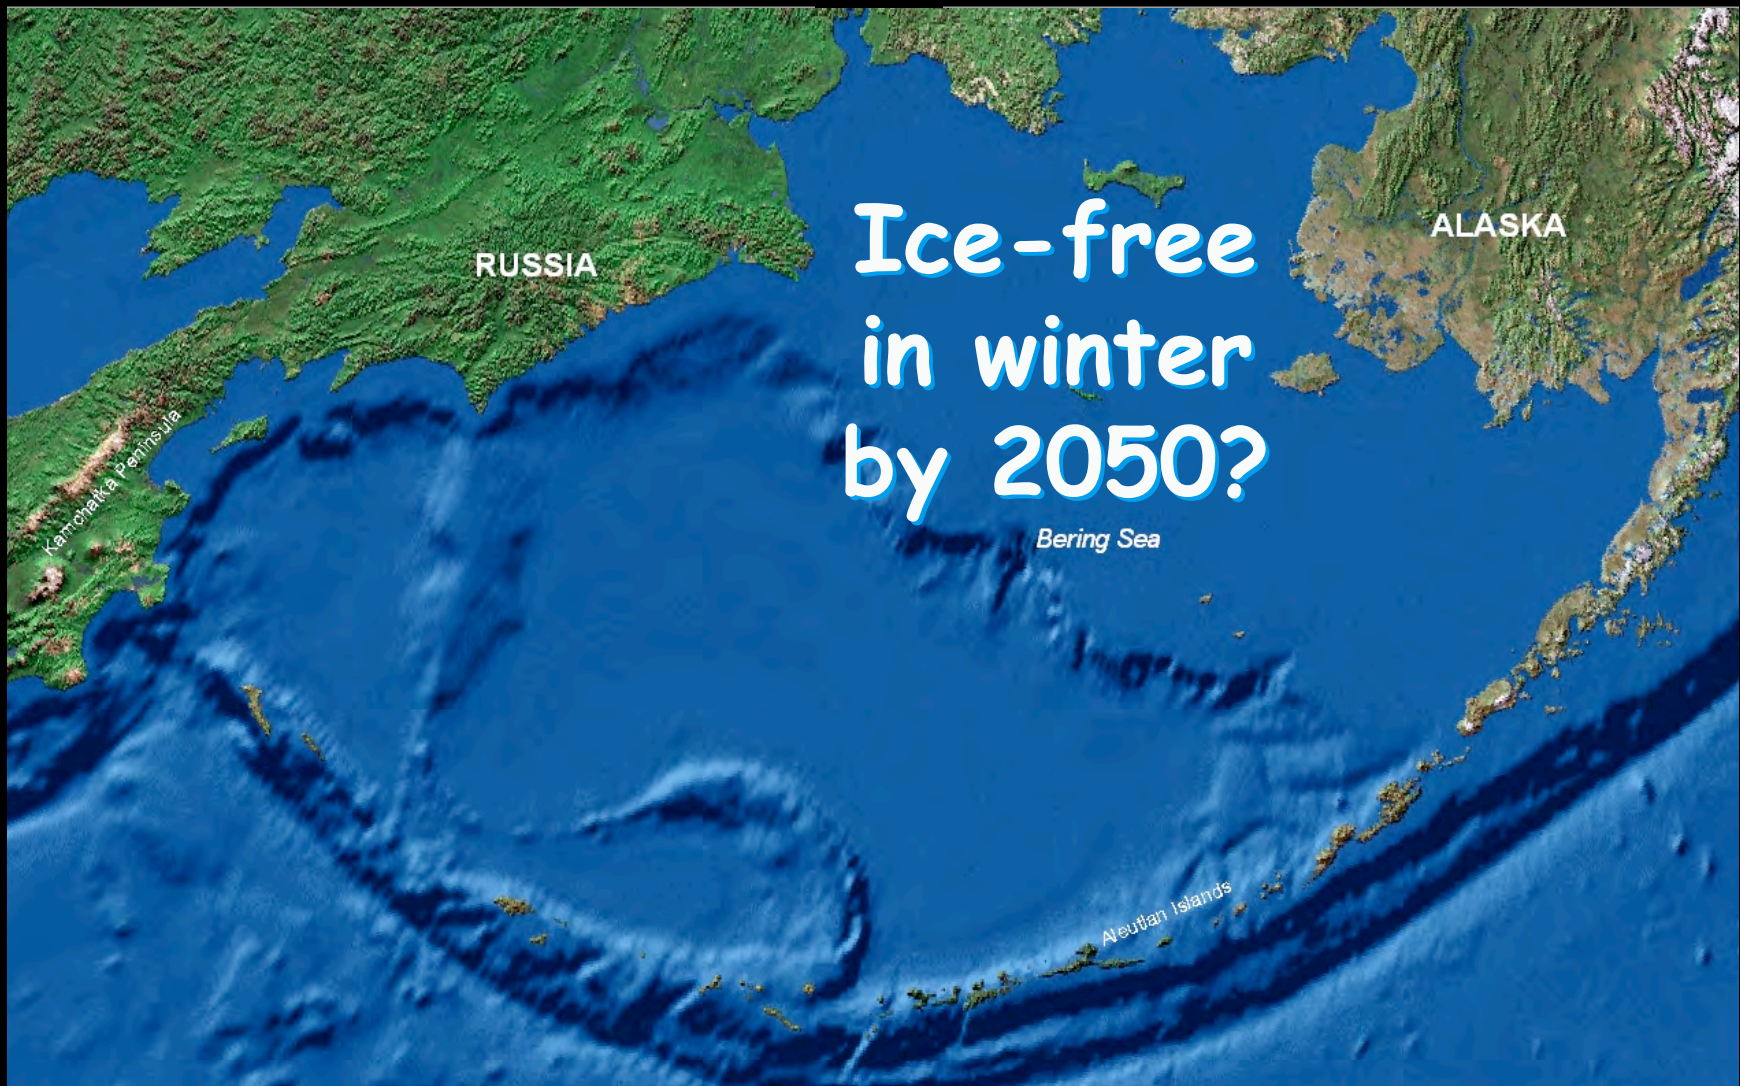 ALASKA
RUSSIA
Ice-free
in winter
by 2050?
Kamchatka Peninsula
Bering Sea
Aleutian Islands